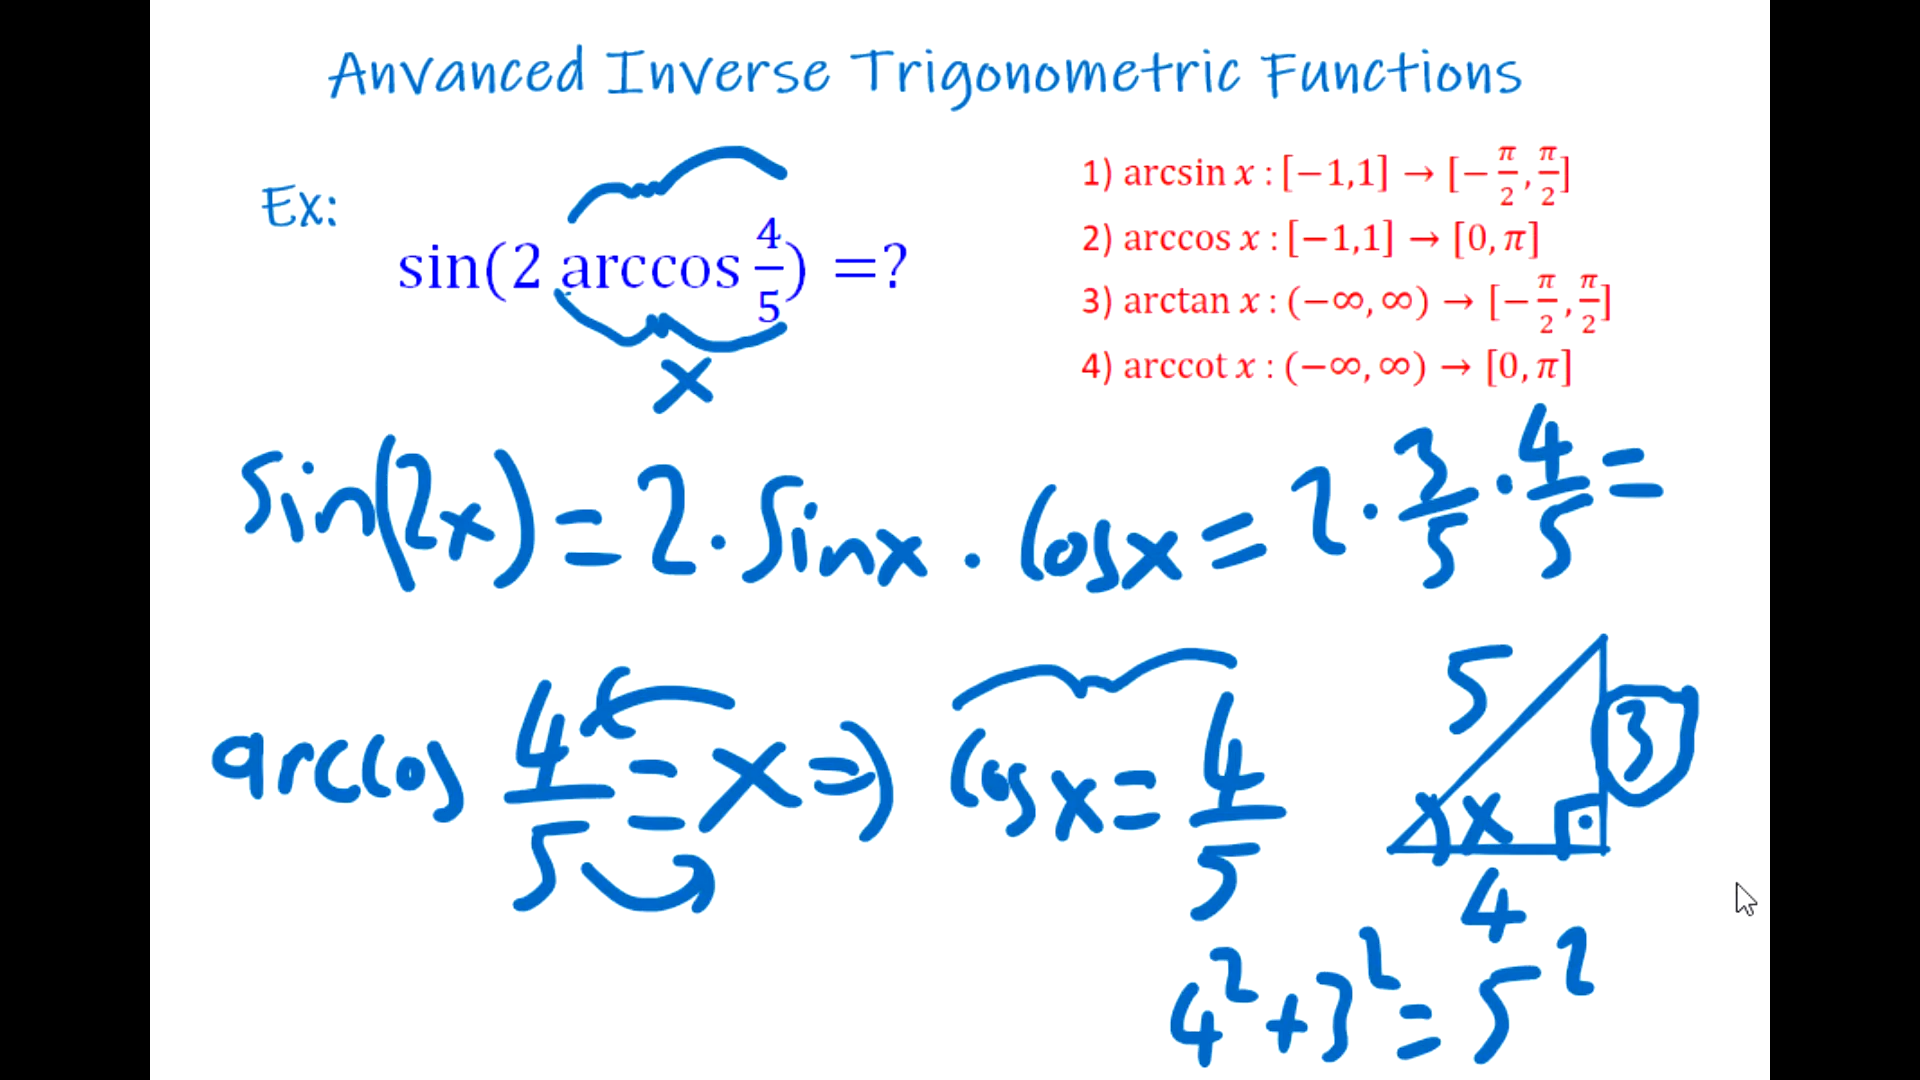 Anvanced Inverse Trigonometric Functions
Ex:
sin(2 arccos 4/5) =?
x
1) arcsin x : [−1,1] → [−π/2, π/2]
2) arccos x : [−1,1] → [0, π]
3) arctan x : (−∞, ∞) → [−π/2, π/2]
4) arccot x : (−∞, ∞) → [0, π]
sin(2x) = 2 · sinx · cosx = 2 · 3/5 · 4/5 =
arccos 4/5 = x ⇒ cosx = 4/5
5
3
x
4
4² + 3² = 5²